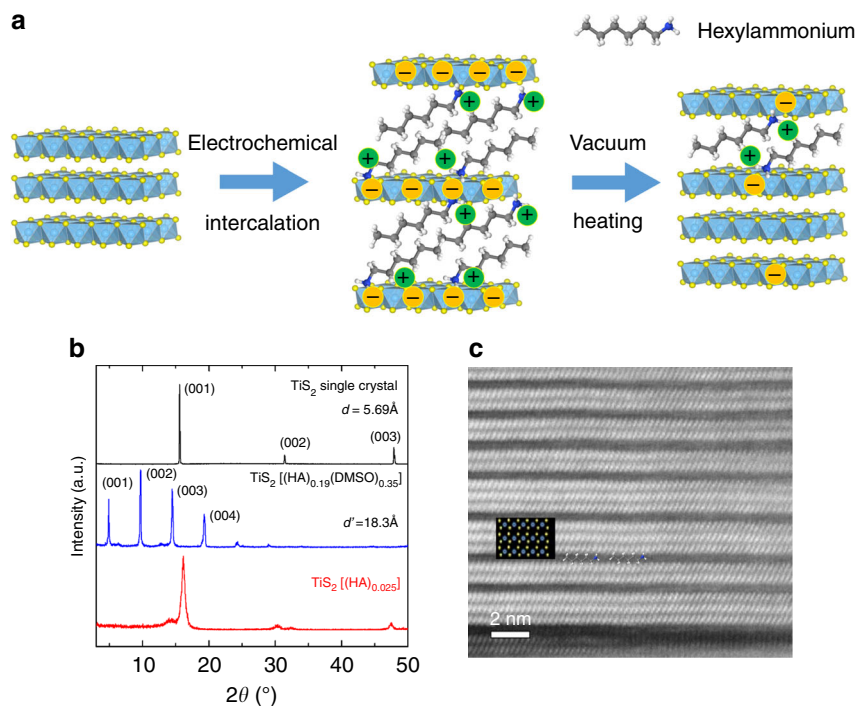 a
Hexylammonium
Electrochemical
intercalation
Vacuum
heating
b
c
Intensity (a.u.)
(001)
TiS₂ single crystal
d = 5.69Å
(002)
(003)
(001)
(002)
(003)
(004)
TiS₂ [(HA)₀.₁₉(DMSO)₀.₃₅]
d'=18.3Å
TiS₂ [(HA)₀.₀₂₅]
10 20 30 40 50
2θ (°)
2 nm